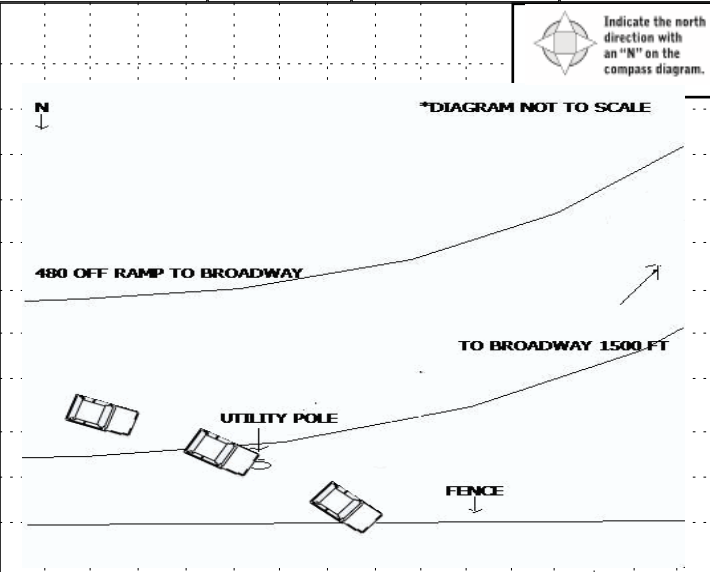 Indicate the north
direction with
an "N" on the
compass diagram.
N
*DIAGRAM NOT TO SCALE
480 OFF RAMP TO BROADWAY
TO BROADWAY 1500 FT
UTILITY POLE
FENCE